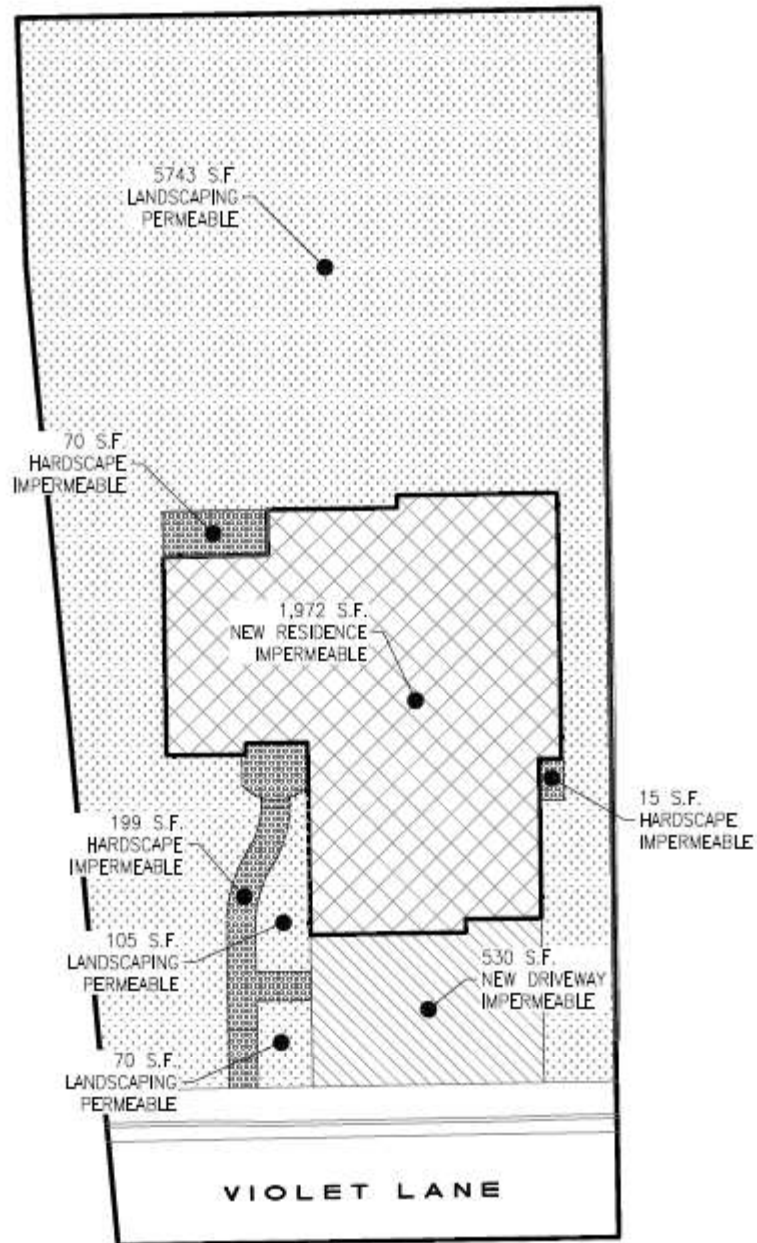 5743 S.F.
LANDSCAPING
PERMEABLE
70 S.F.
HARDSCAPE
IMPERMEABLE
1,972 S.F.
NEW RESIDENCE
IMPERMEABLE
15 S.F.
HARDSCAPE
IMPERMEABLE
199 S.F.
HARDSCAPE
IMPERMEABLE
105 S.F.
LANDSCAPING
PERMEABLE
530 S.F.
NEW DRIVEWAY
IMPERMEABLE
70 S.F.
LANDSCAPING
PERMEABLE
VIOLET LANE